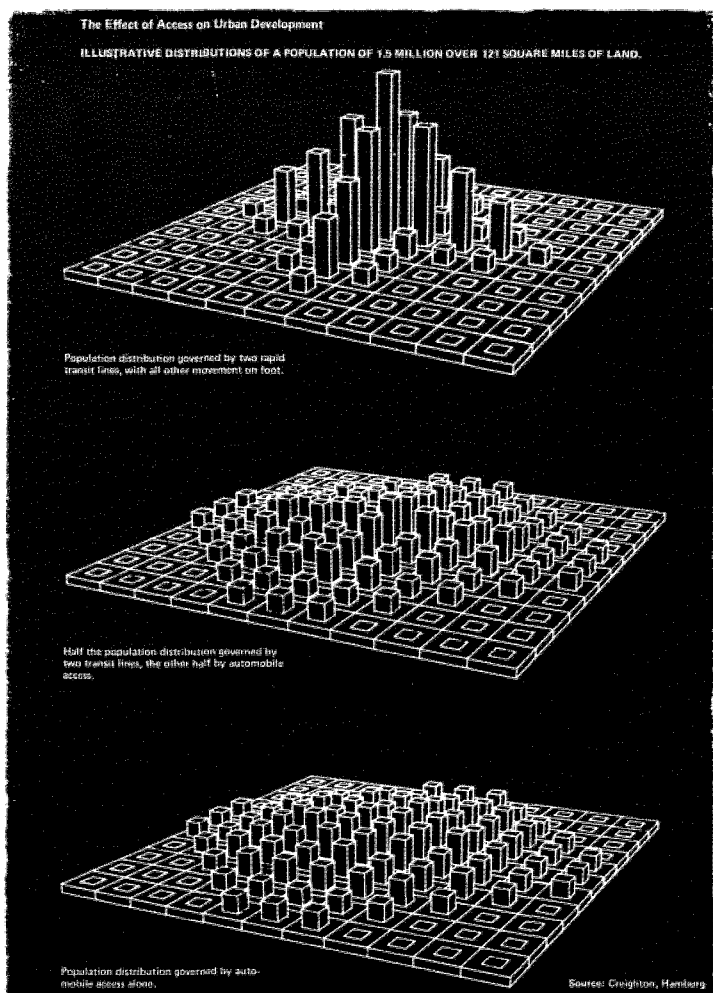 The Effect of Access on Urban Development
ILLUSTRATIVE DISTRIBUTIONS OF A POPULATION OF 1.5 MILLION OVER 121 SQUARE MILES OF LAND.
Population distribution governed by two rapid
transit lines, with all other movement on foot.
Half the population distribution governed by
two transit lines, the other half by automobile
access.
Population distribution governed by auto-
mobile access alone.
Source: Creighton, Hamburg